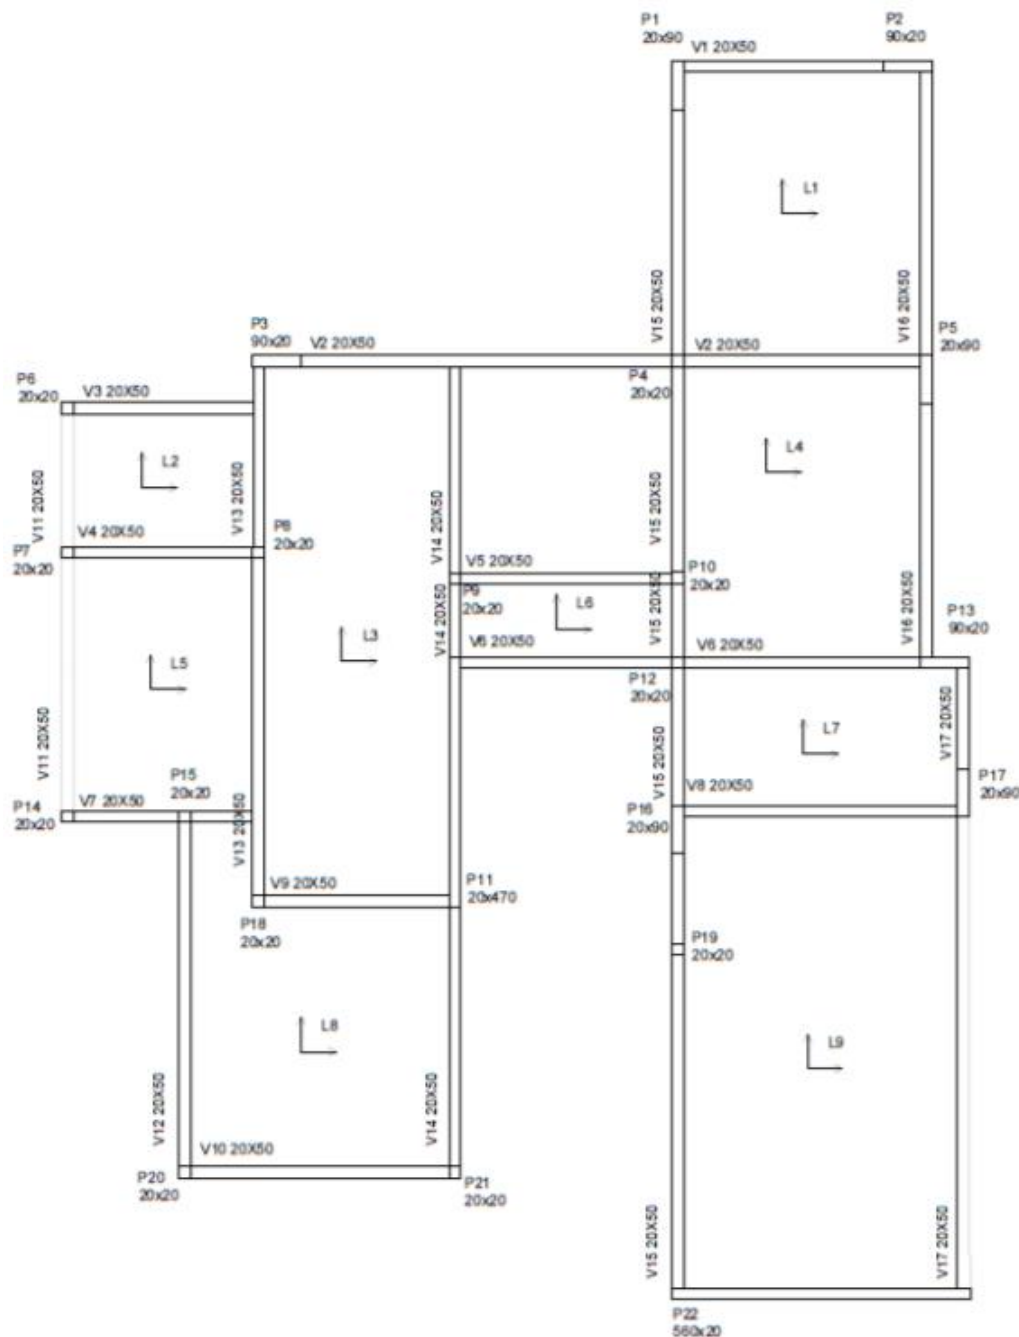 P1
20x90
V1 20X50
P2
90x20
L1
V15 20X50
V16 20X50
P3
90x20
V2 20X50
V2 20X50
P5
20x90
P4
20x20
P6
20x20
V3 20X50
L2
V11 20X50
V13 20X50
L4
V4 20X50
P7
20x20
P8
20x20
V14 20X50
V15 20X50
V5 20X50
P10
20x20
P9
20x20
L6
V14 20X50
V15 20X50
V16 20X50
L3
V6 20X50
V6 20X50
P13
90x20
L5
P12
20x20
V11 20X50
V15 20X50
L7
V17 20X50
P15
20x20
P14
20x20
V7 20X50
V13 20X50
P16
20x90
V8 20X50
P17
20x90
V9 20X50
P11
20x470
P18
20x20
P19
20x20
L8
L9
V12 20X50
V14 20X50
V10 20X50
P20
20x20
P21
20x20
V15 20X50
V17 20X50
P22
560x20